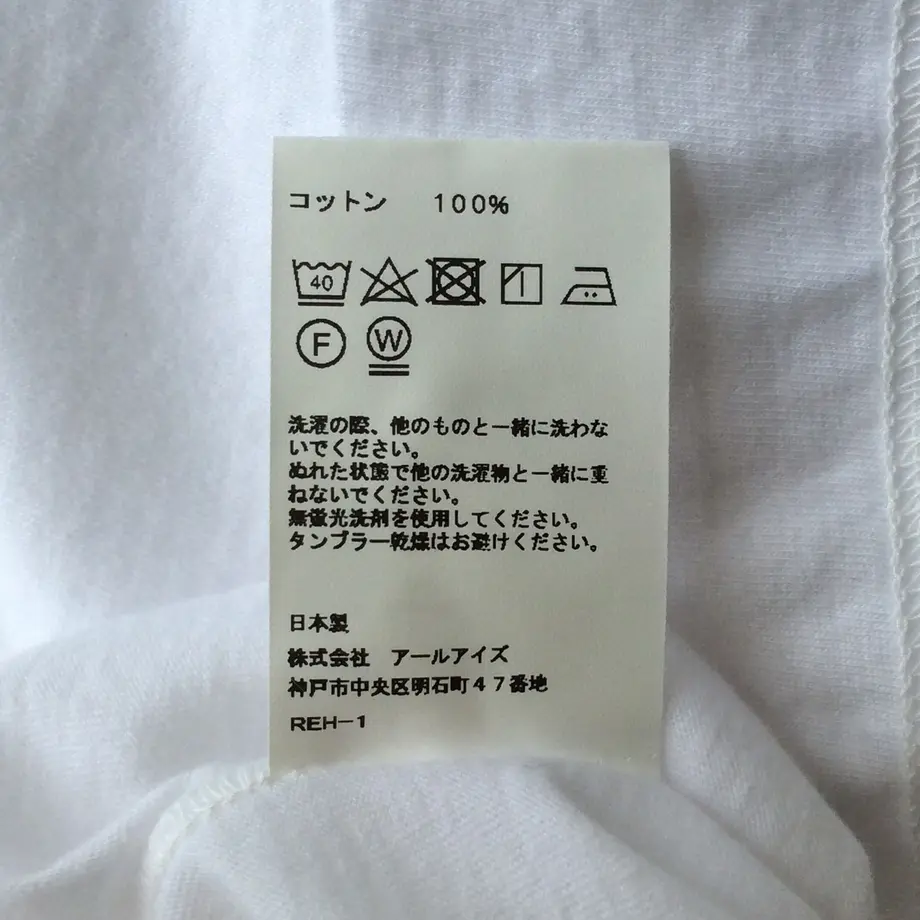 コットン 100%
40
F W
洗濯の際、他のものと一緒に洗わな
いでください。
ぬれた状態で他の洗濯物と一緒に重
ねないでください。
無蛍光洗剤を使用してください。
タンブラー乾燥はお避けください。
日本製
株式会社 アールアイズ
神戸市中央区明石町47番地
REH-1